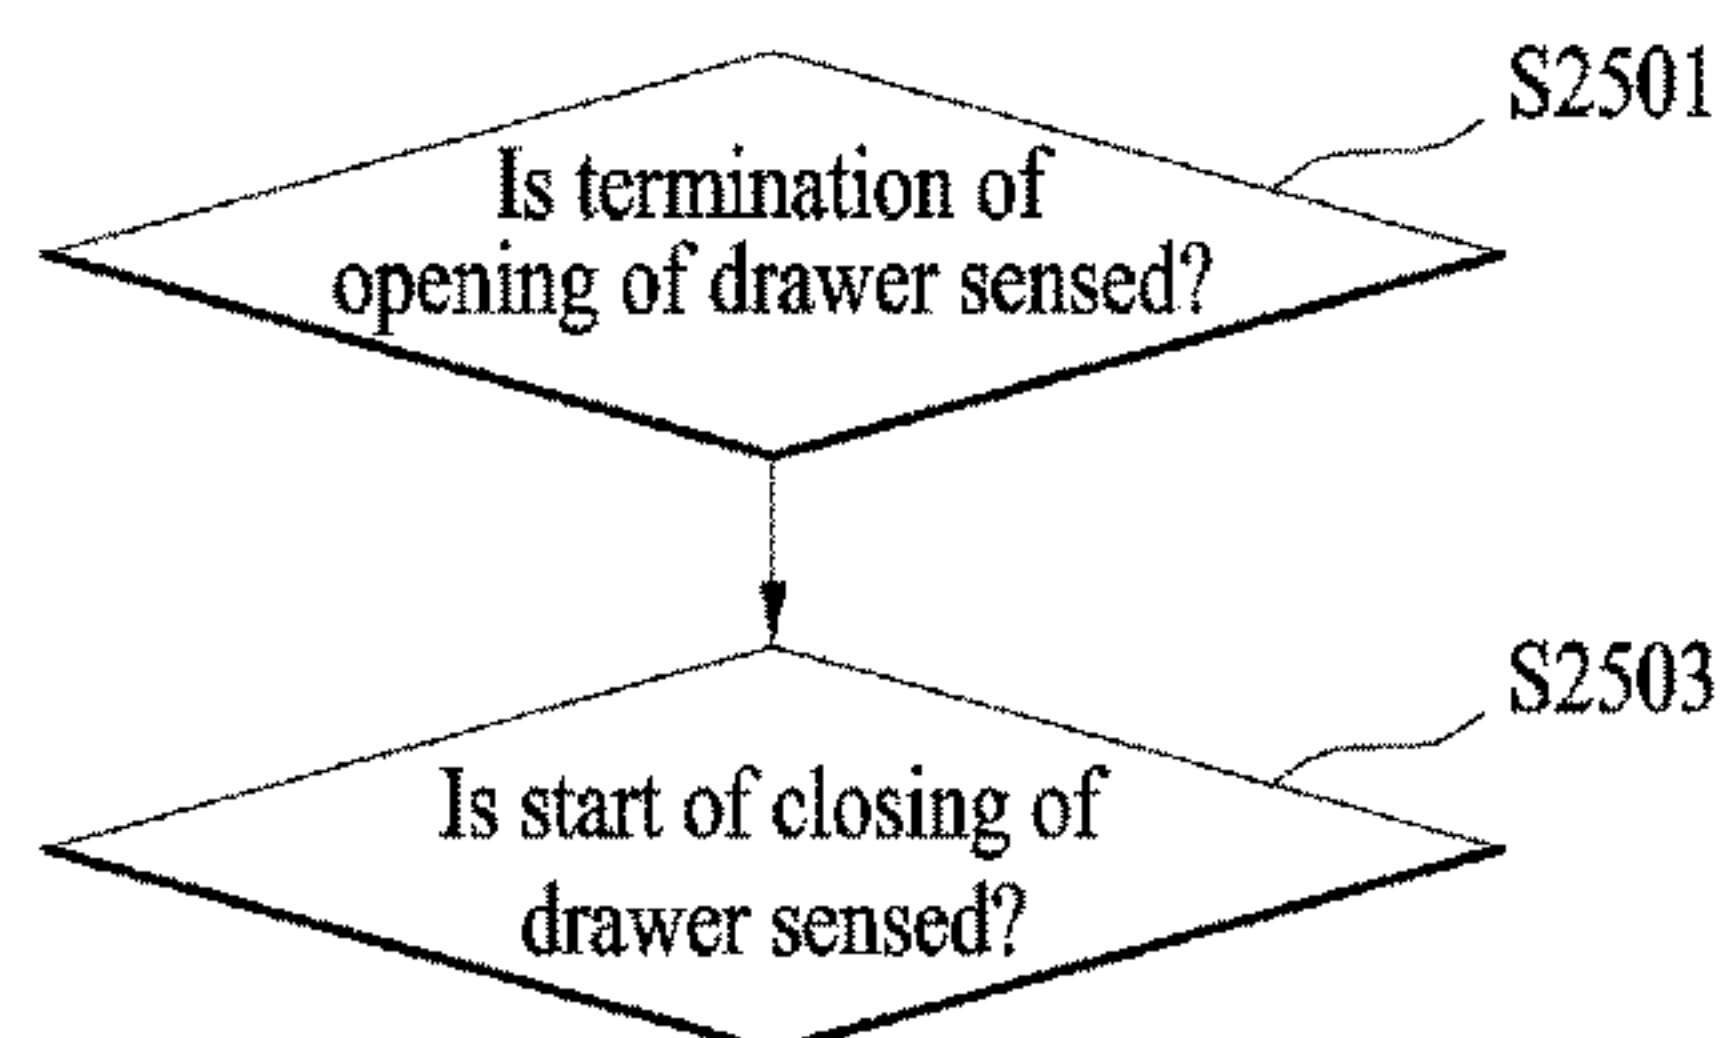 S2501
Is termination of
opening of drawer sensed?
S2503
Is start of closing of
drawer sensed?